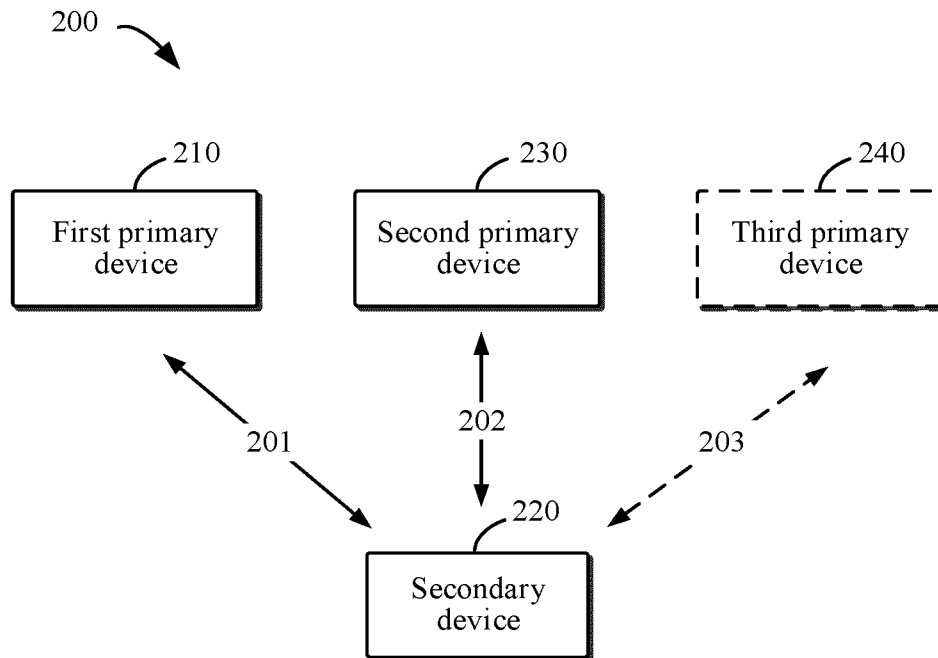 200
210
230
240
First primary
device
Second primary
device
Third primary
device
201
202
203
220
Secondary
device